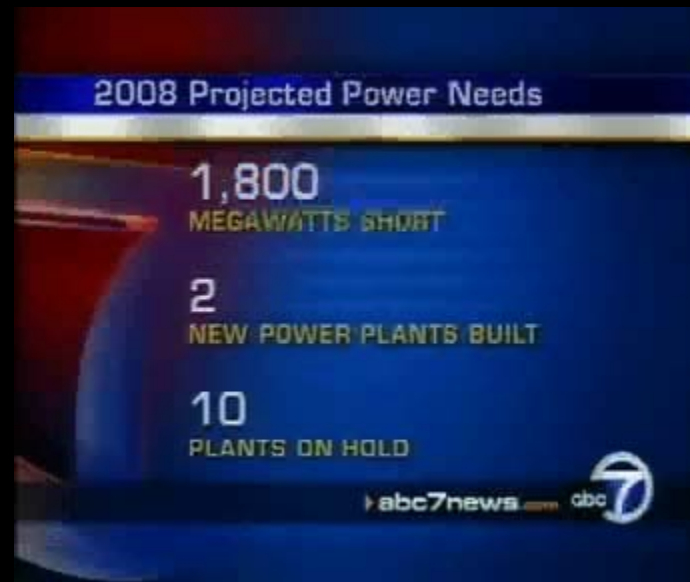 2008 Projected Power Needs
1,800
MEGAWATTS SHORT
2
NEW POWER PLANTS BUILT
10
PLANTS ON HOLD
abc7news.com abc 7